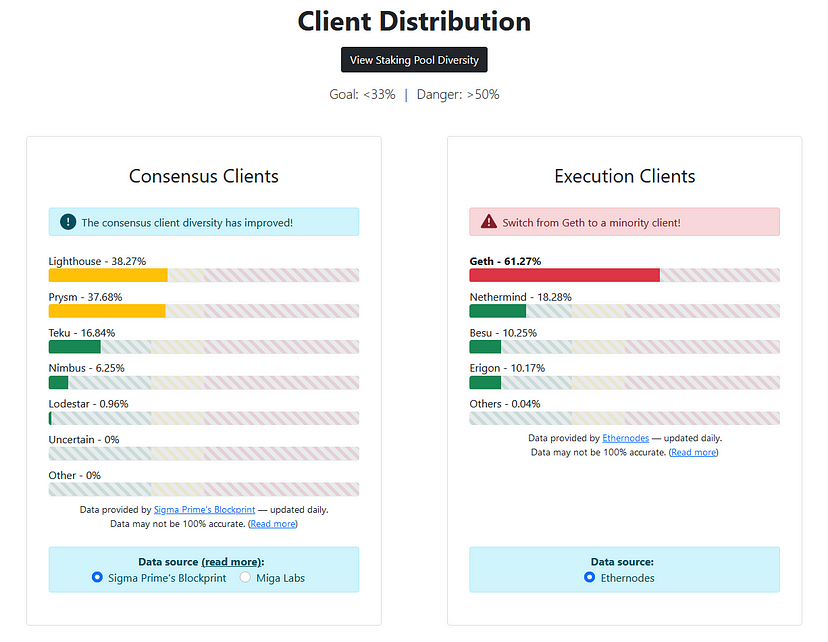 Client Distribution
View Staking Pool Diversity
Goal: <33% | Danger: >50%
Consensus Clients
The consensus client diversity has improved!
Lighthouse - 38.27%
Prysm - 37.68%
Teku - 16.84%
Nimbus - 6.25%
Lodestar - 0.96%
Uncertain - 0%
Other - 0%
Data provided by Sigma Prime's Blockprint — updated daily.
Data may not be 100% accurate. (Read more)
Data source (read more):
Sigma Prime's Blockprint Miga Labs
Execution Clients
Switch from Geth to a minority client!
Geth - 61.27%
Nethermind - 18.28%
Besu - 10.25%
Erigon - 10.17%
Others - 0.04%
Data provided by Ethernodes — updated daily.
Data may not be 100% accurate. (Read more)
Data source:
Ethernodes